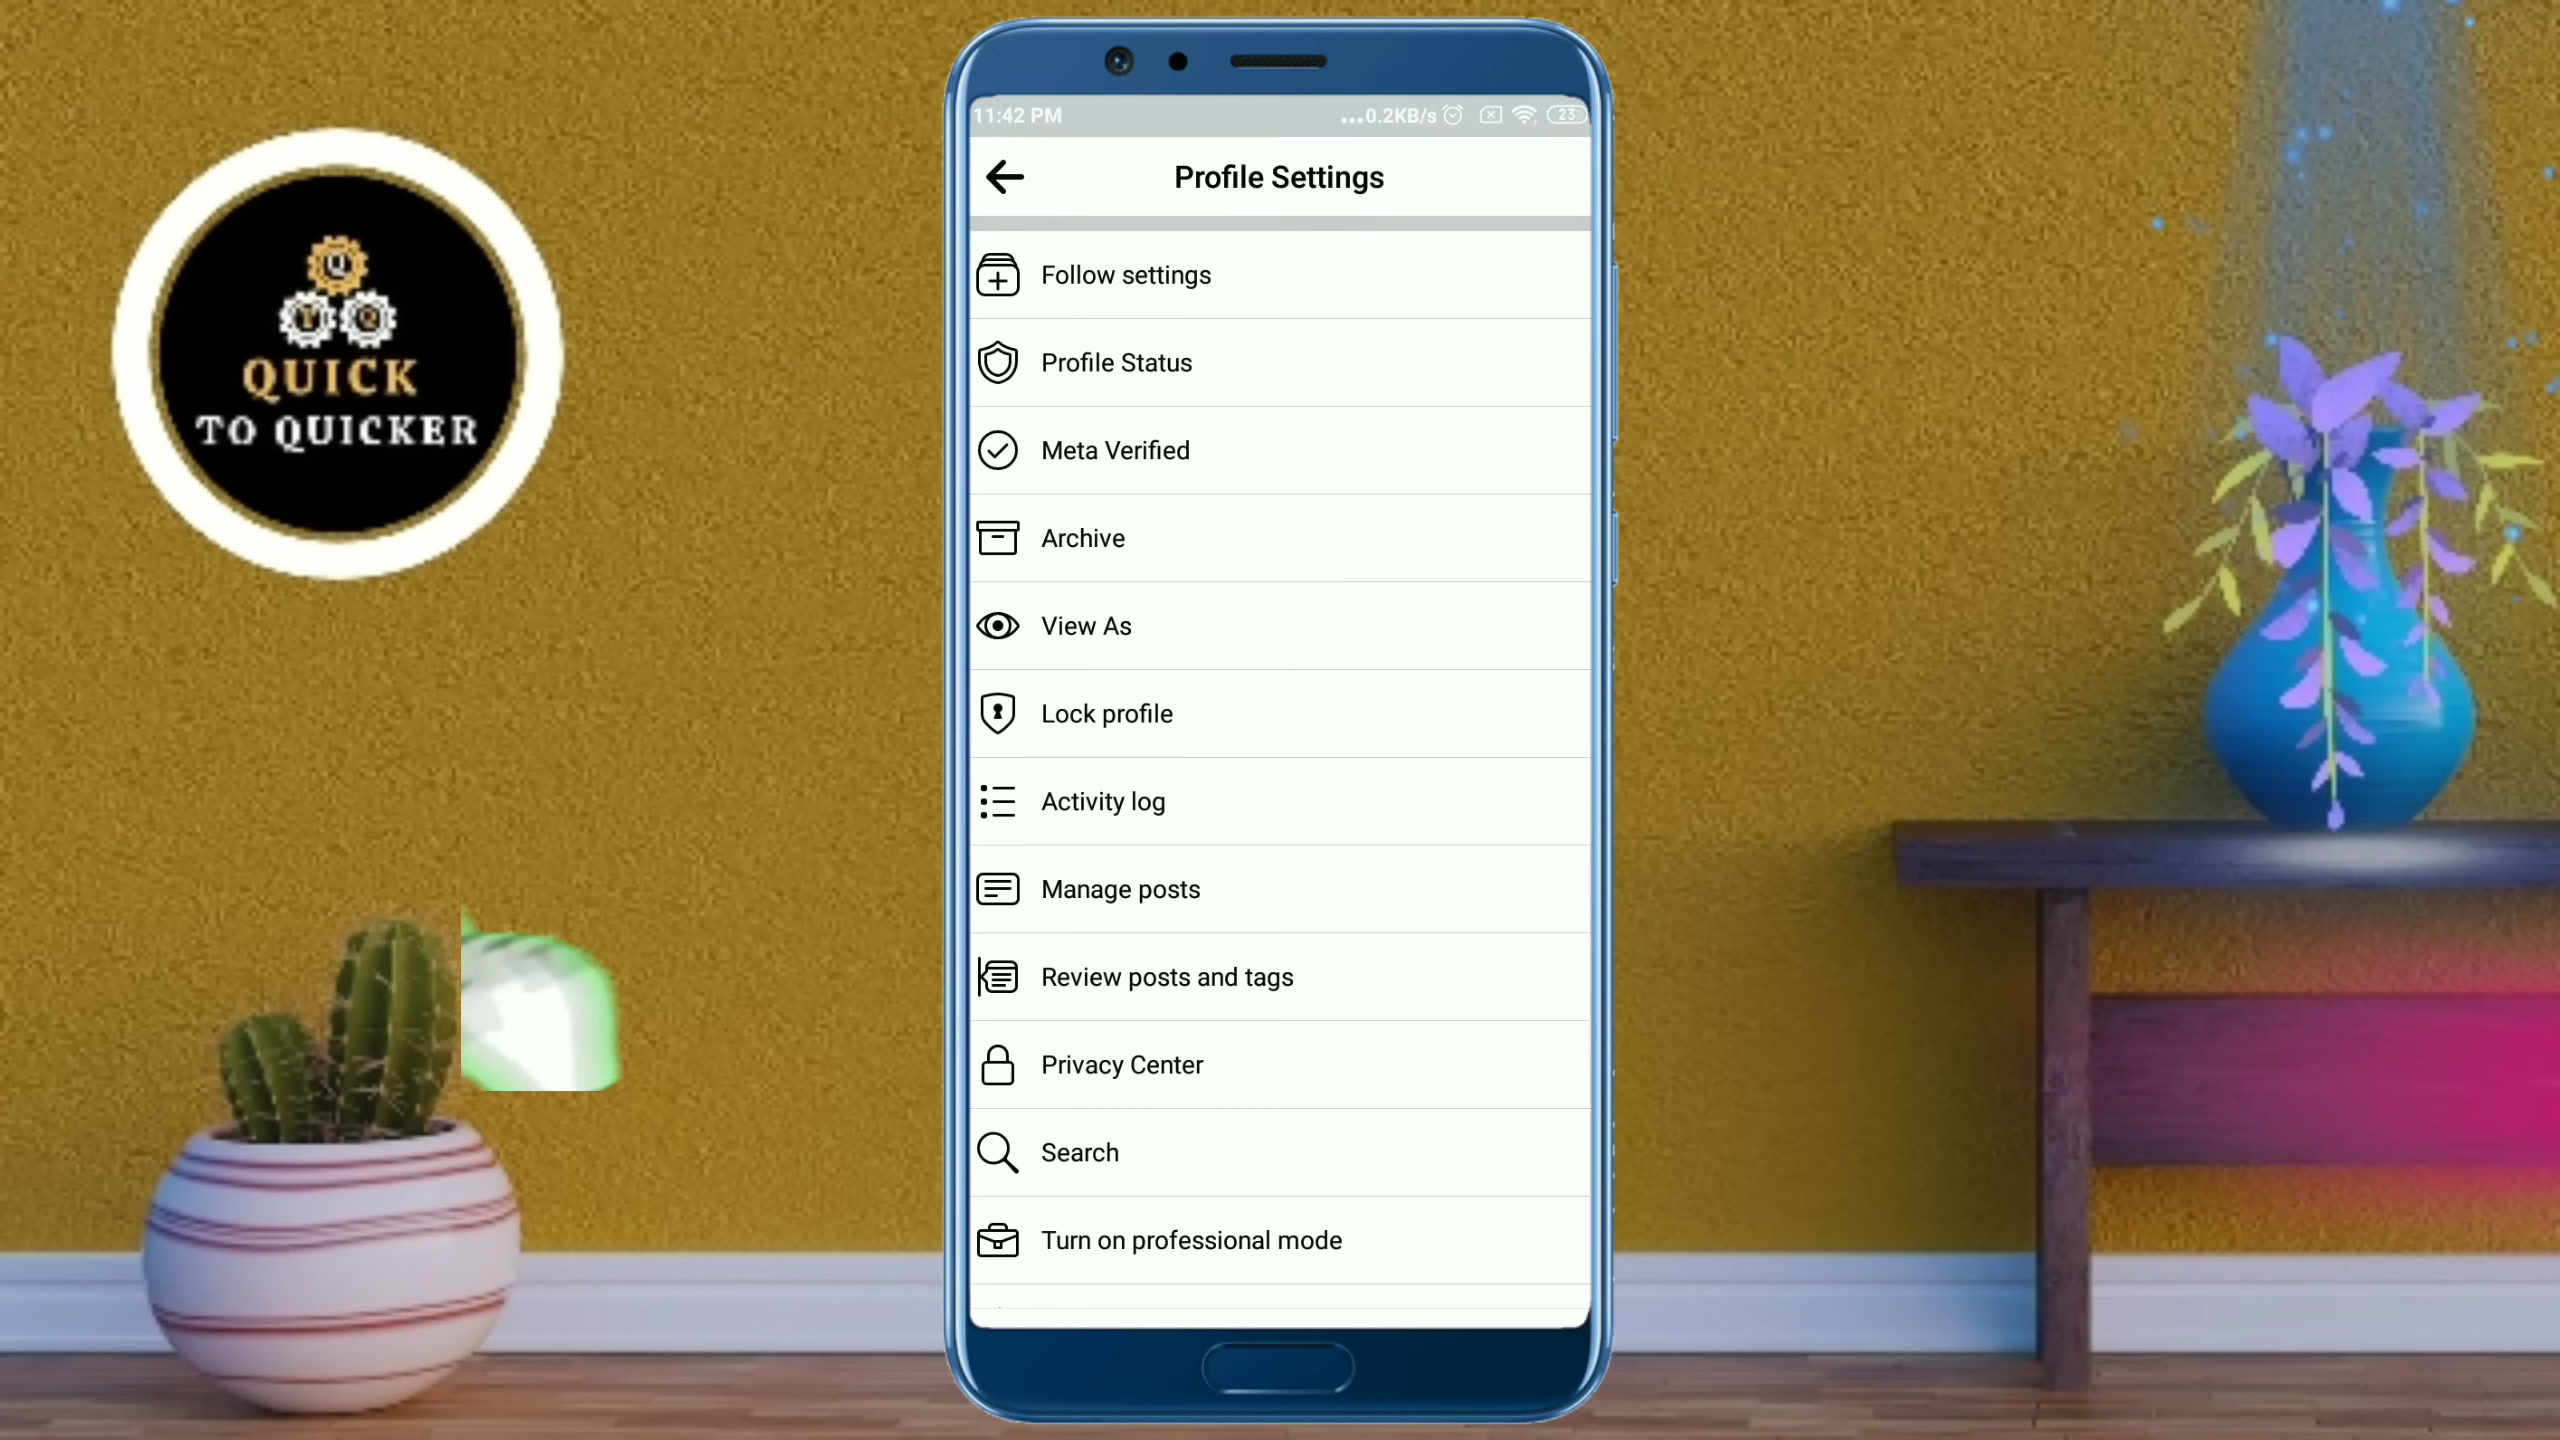 Q
T Q
QUICK
TO QUICKER
11:42 PM
...0.2KB/s
23
Profile Settings
Follow settings
Profile Status
Meta Verified
Archive
View As
Lock profile
Activity log
Manage posts
Review posts and tags
Privacy Center
Search
Turn on professional mode